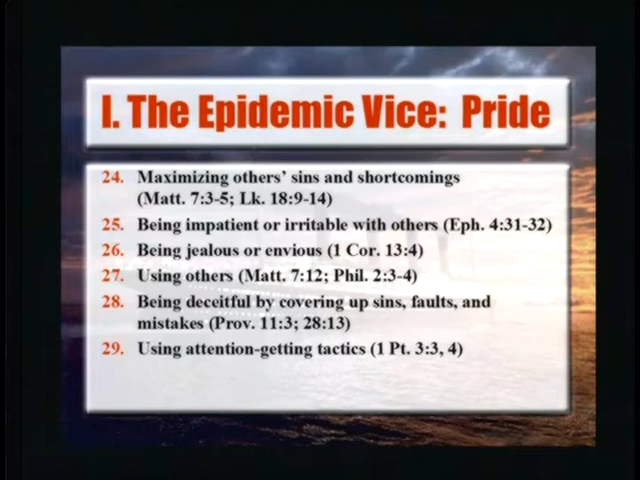 I. The Epidemic Vice: Pride
24. Maximizing others' sins and shortcomings
(Matt. 7:3-5; Lk. 18:9-14)
25. Being impatient or irritable with others (Eph. 4:31-32)
26. Being jealous or envious (1 Cor. 13:4)
27. Using others (Matt. 7:12; Phil. 2:3-4)
28. Being deceitful by covering up sins, faults, and
mistakes (Prov. 11:3; 28:13)
29. Using attention-getting tactics (1 Pt. 3:3, 4)